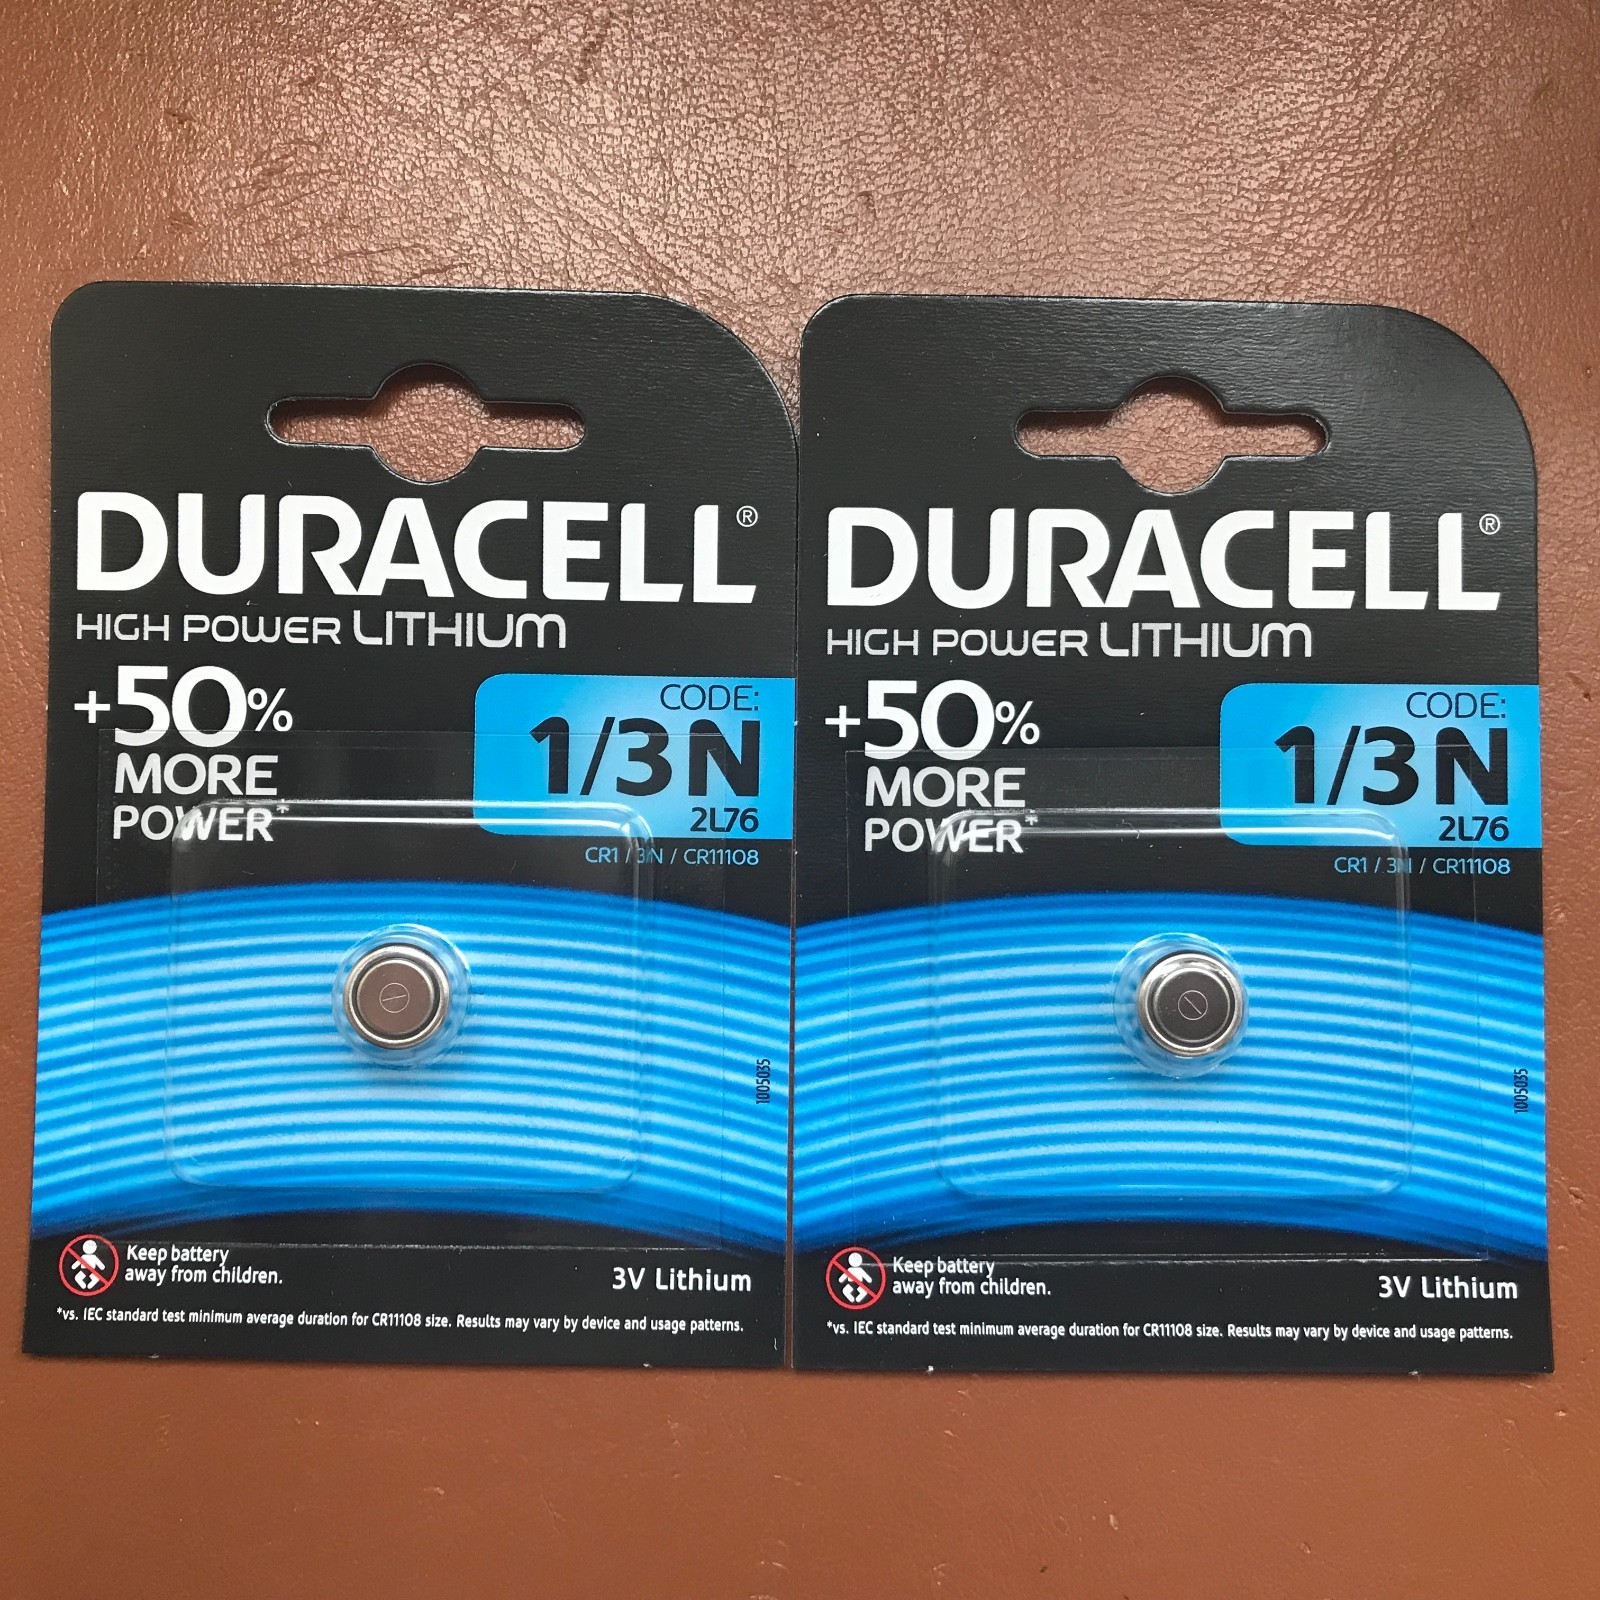 DURACELL®
HIGH POWER LITHIUM
+50%
MORE
POWER*
CODE:
1/3N
2L76
CR1 / 3N / CR11108
1005035
Keep battery
away from children.
3V Lithium
*vs. IEC standard test minimum average duration for CR11108 size. Results may vary by device and usage patterns.
DURACELL®
HIGH POWER LITHIUM
+50%
MORE
POWER*
CODE:
1/3N
2L76
CR1 / 3N / CR11108
1005035
Keep battery
away from children.
3V Lithium
*vs. IEC standard test minimum average duration for CR11108 size. Results may vary by device and usage patterns.